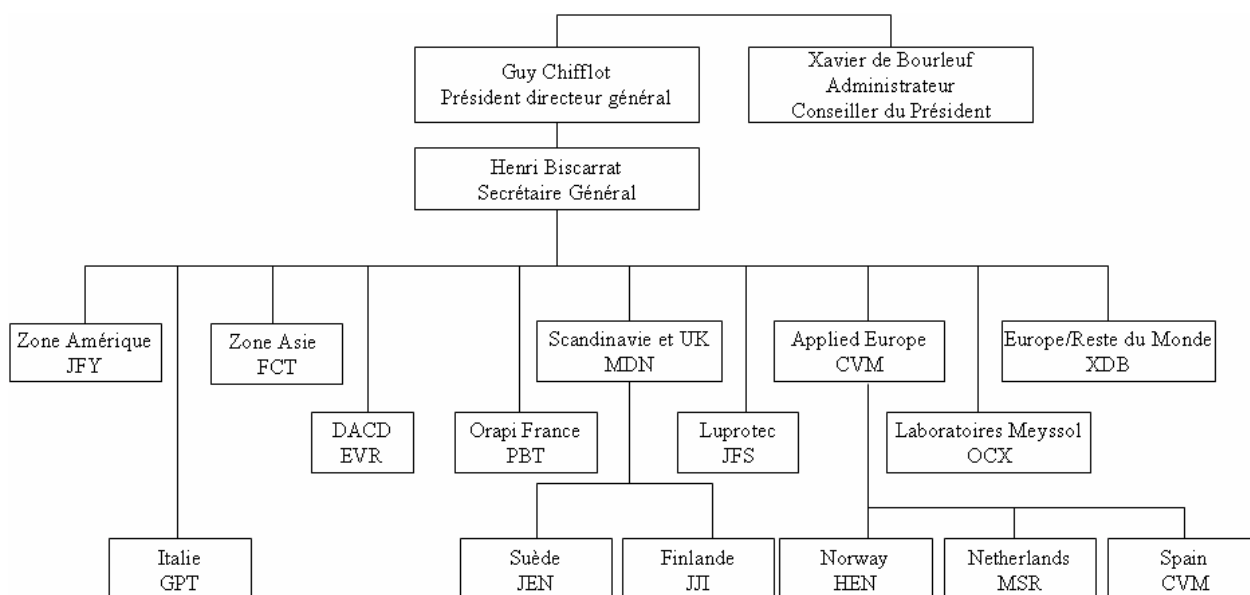 Guy Chifflot
Président directeur général
Xavier de Bourleuf
Administrateur
Conseiller du Président
Henri Biscarrat
Secrétaire Général
Zone Amérique
JFY
Zone Asie
FCT
Scandinavie et UK
MDN
Applied Europe
CVM
Europe/Reste du Monde
XDB
DACD
EVR
Orapi France
PBT
Luprotec
JFS
Laboratoires Meyssol
OCX
Italie
GPT
Suède
JEN
Finlande
JJI
Norway
HEN
Netherlands
MSR
Spain
CVM